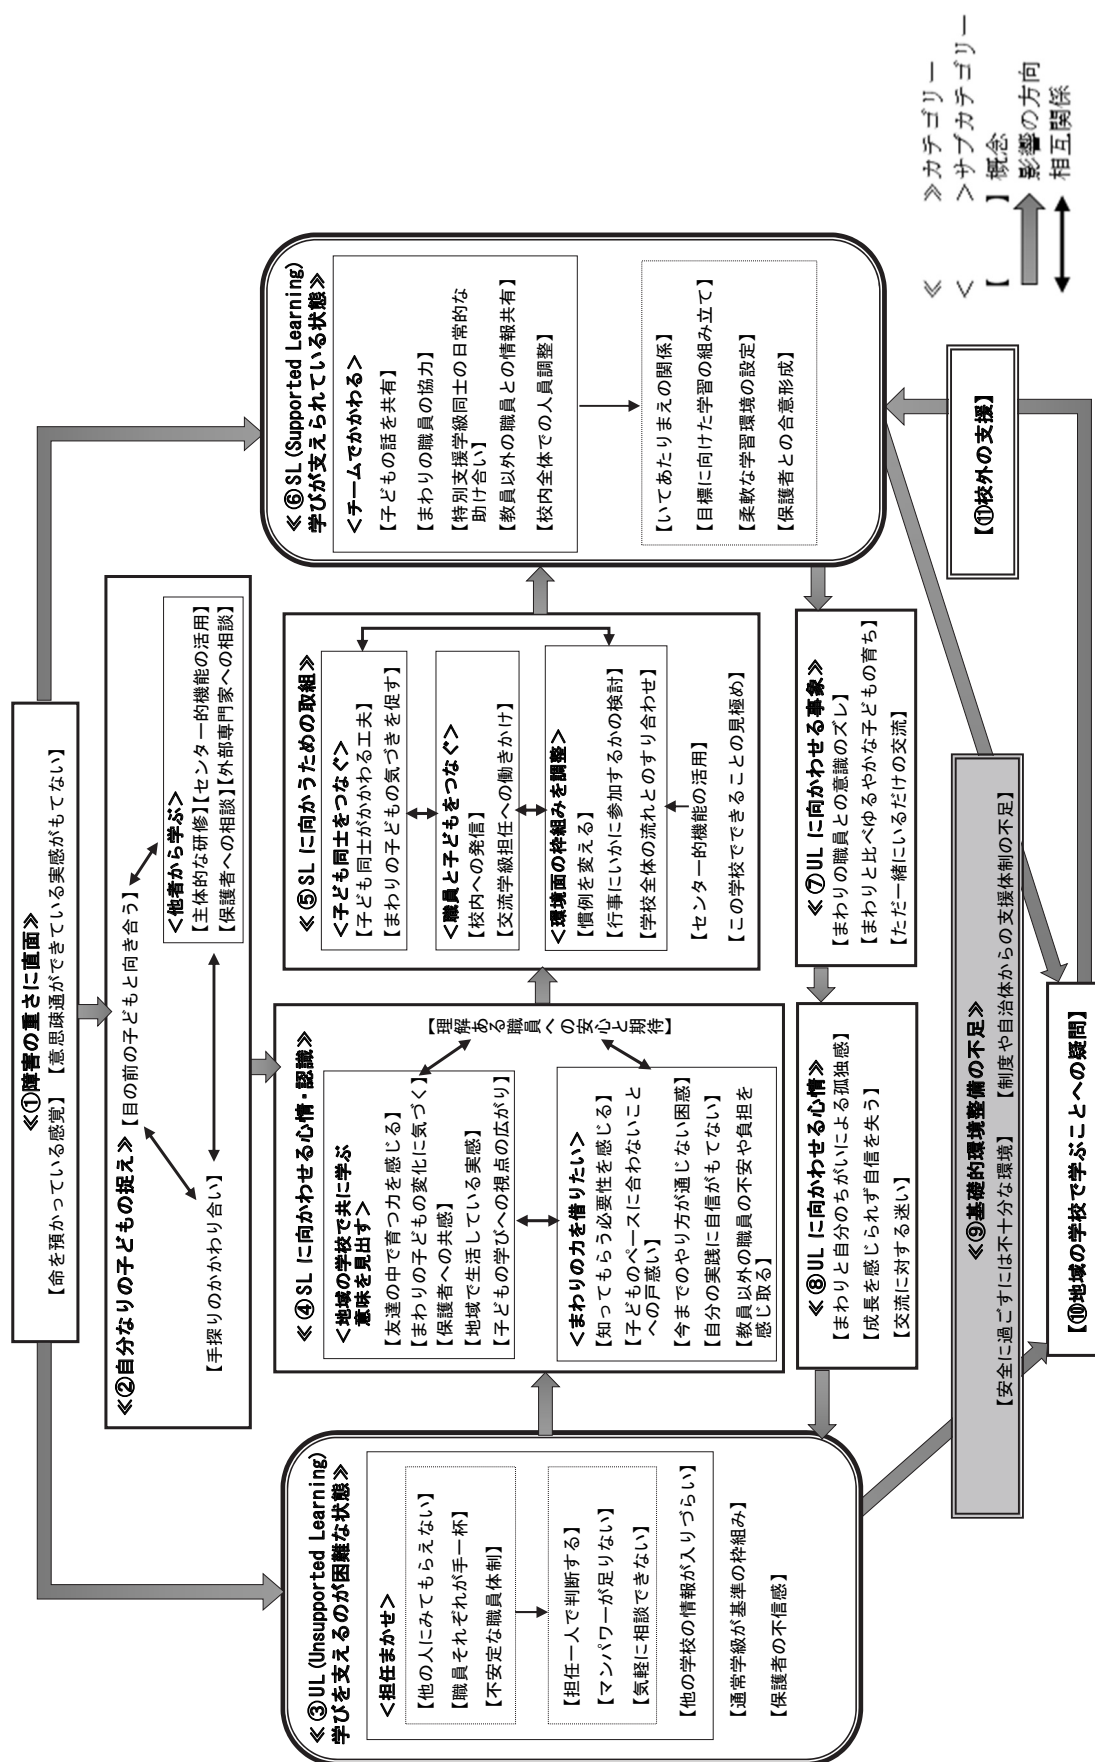 ≪①障害の重さに直面≫
【命を預かっている感覚】【意思疎通ができている実感がもてない】
≪②自分なりの子どもの捉え≫
【目の前の子どもと向き合う】
【手探りのかかわり合い】
＜他者から学ぶ＞
【主体的な研修】【センター的機能の活用】
【保護者への相談】【外部専門家への相談】
≪③UL (Unsupported Learning)
学びを支えるのが困難な状態≫
＜担任まかせ＞
【他の人にみてもらえない】
【職員それぞれが手一杯】
【不安定な職員体制】
【担任一人で判断する】
【マンパワーが足りない】
【気軽に相談できない】
【他の学校の情報が入りづらい】
【通常学級が基準の枠組み】
【保護者の不信感】
≪④SL に向かわせる心情・認識≫
＜地域の学校で共に学ぶ
意味を見出す＞
【友達の中で育つ力を感じる】
【まわりの子どもの変化に気づく】
【保護者への共感】
【地域で生活している実感】
【子どもの学びへの視点の広がり】
【理解ある職員への安心と期待】
＜まわりの力を借りたい＞
【知ってもらう必要性を感じる】
【子どものペースに合わないこと
への戸惑い】
【今までのやり方が通じない困惑】
【自分の実践に自信がもてない】
【教員以外の職員の不安や負担を
感じ取る】
≪⑤SL に向かうための取組≫
＜子ども同士をつなぐ＞
【子ども同士がかかわる工夫】
【まわりの子どもの気づきを促す】
＜職員と子どもをつなぐ＞
【校内への発信】
【交流学級担任への働きかけ】
＜環境面の枠組みを調整＞
【慣例を変える】
【行事にいかに参加するかの検討】
【学校全体の流れとのすり合わせ】
【センター的機能の活用】
【この学校でできることの見極め】
≪⑥SL (Supported Learning)
学びが支えられている状態≫
＜チームでかかわる＞
【子どもの話を共有】
【まわりの職員の協力】
【特別支援学級同士の日常的な
助け合い】
【教員以外の職員との情報共有】
【校内全体での人員調整】
【いてあたりまえの関係】
【目標に向けた学習の組み立て】
【柔軟な学習環境の設定】
【保護者との合意形成】
≪⑦UL に向かわせる事象≫
【まわりの職員との意識のズレ】
【まわりと比べゆるやかな子どもの育ち】
【ただ一緒にいるだけの交流】
≪⑧UL に向かわせる心情≫
【まわりと自分のちがいによる孤独感】
【成長を感じられず自信を失う】
【交流に対する迷い】
≪⑨基礎的環境整備の不足≫
【安全に過ごすには不十分な環境】 【制度や自治体からの支援体制の不足】
【⑩地域の学校で学ぶことへの疑問】
【⑪校外の支援】
≪ ≫カテゴリー
＜ ＞サブカテゴリー
【 】概念
影響の方向
相互関係